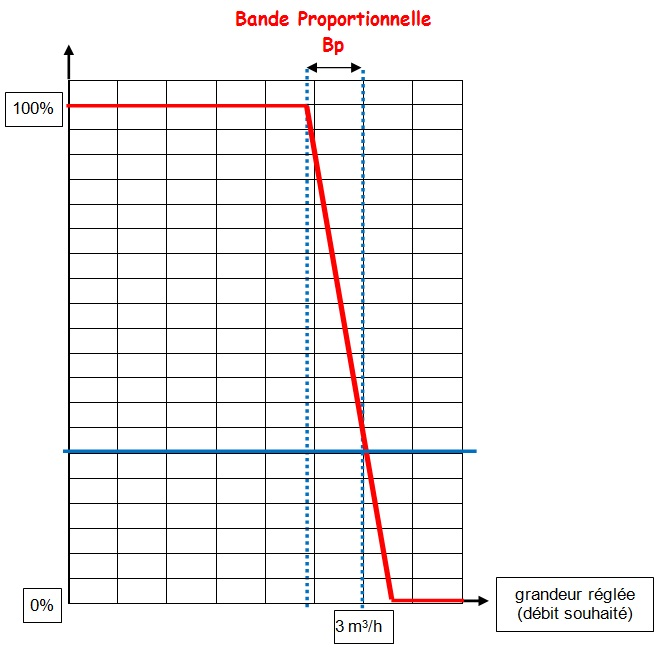 Bande Proportionnelle
Bp
100%
0%
3 m³/h
grandeur réglée
(débit souhaité)